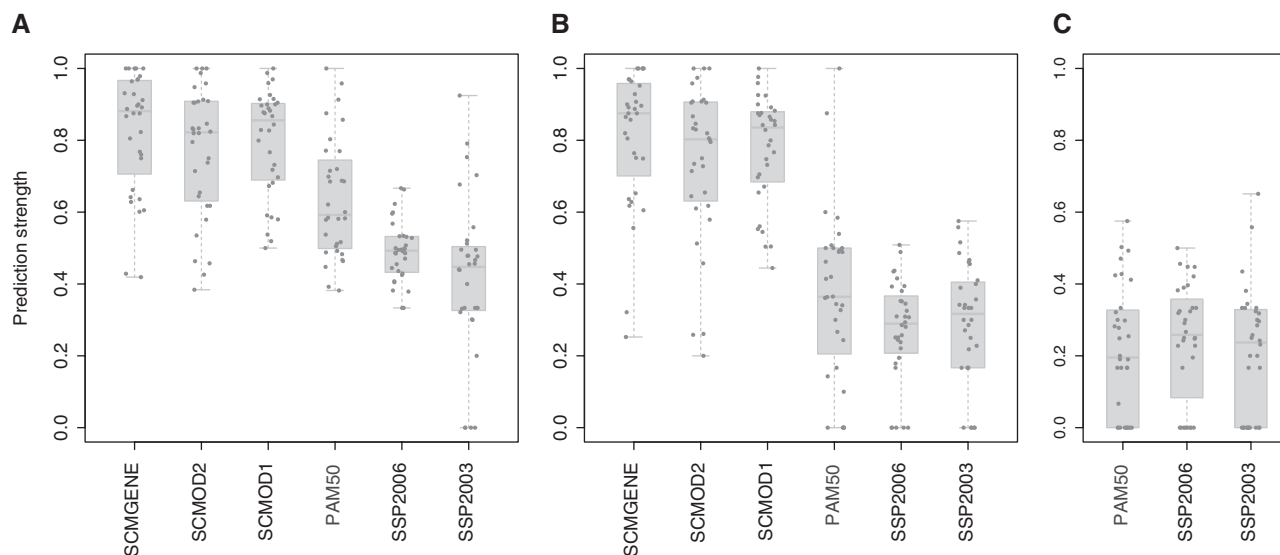 A
B
C
Prediction strength
1.0
0.8
0.6
0.4
0.2
0.0
SCMGENE
SCMOD2
SCMOD1
PAM50
SSP2006
SSP2003
1.0
0.8
0.6
0.4
0.2
0.0
SCMGENE
SCMOD2
SCMOD1
PAM50
SSP2006
SSP2003
1.0
0.8
0.6
0.4
0.2
0.0
PAM50
SSP2006
SSP2003